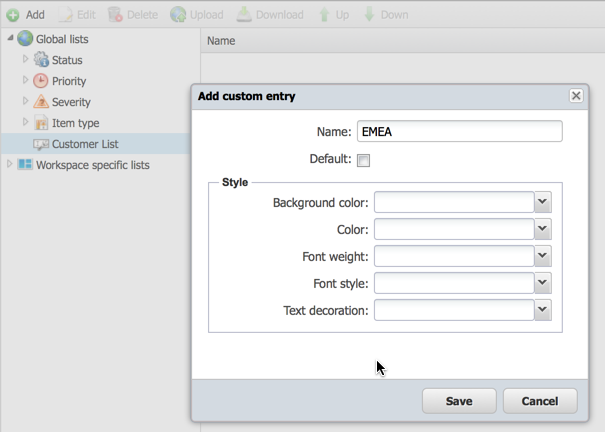 Add Edit Delete Upload Download Up Down
Global lists
Status
Priority
Severity
Item type
Customer List
Workspace specific lists
Name
Add custom entry
Name: EMEA
Default:
Style
Background color:
Color:
Font weight:
Font style:
Text decoration:
Save Cancel